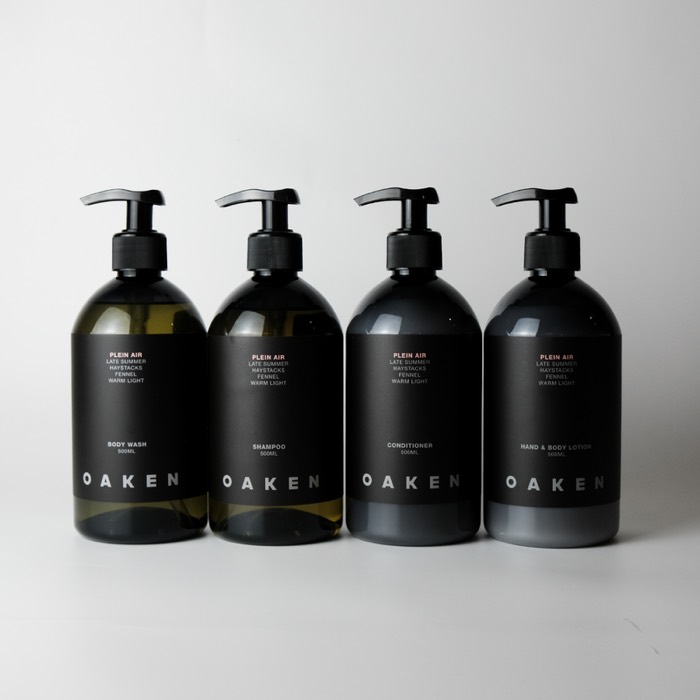 PLEIN AIR
LATE SUMMER
HAYSTACKS
FENNEL
WARM LIGHT
BODY WASH
500ML
OAKEN
PLEIN AIR
LATE SUMMER
HAYSTACKS
FENNEL
WARM LIGHT
SHAMPOO
500ML
OAKEN
PLEIN AIR
LATE SUMMER
HAYSTACKS
FENNEL
WARM LIGHT
CONDITIONER
500ML
OAKEN
PLEIN AIR
LATE SUMMER
HAYSTACKS
FENNEL
WARM LIGHT
HAND & BODY LOTION
500ML
OAKEN